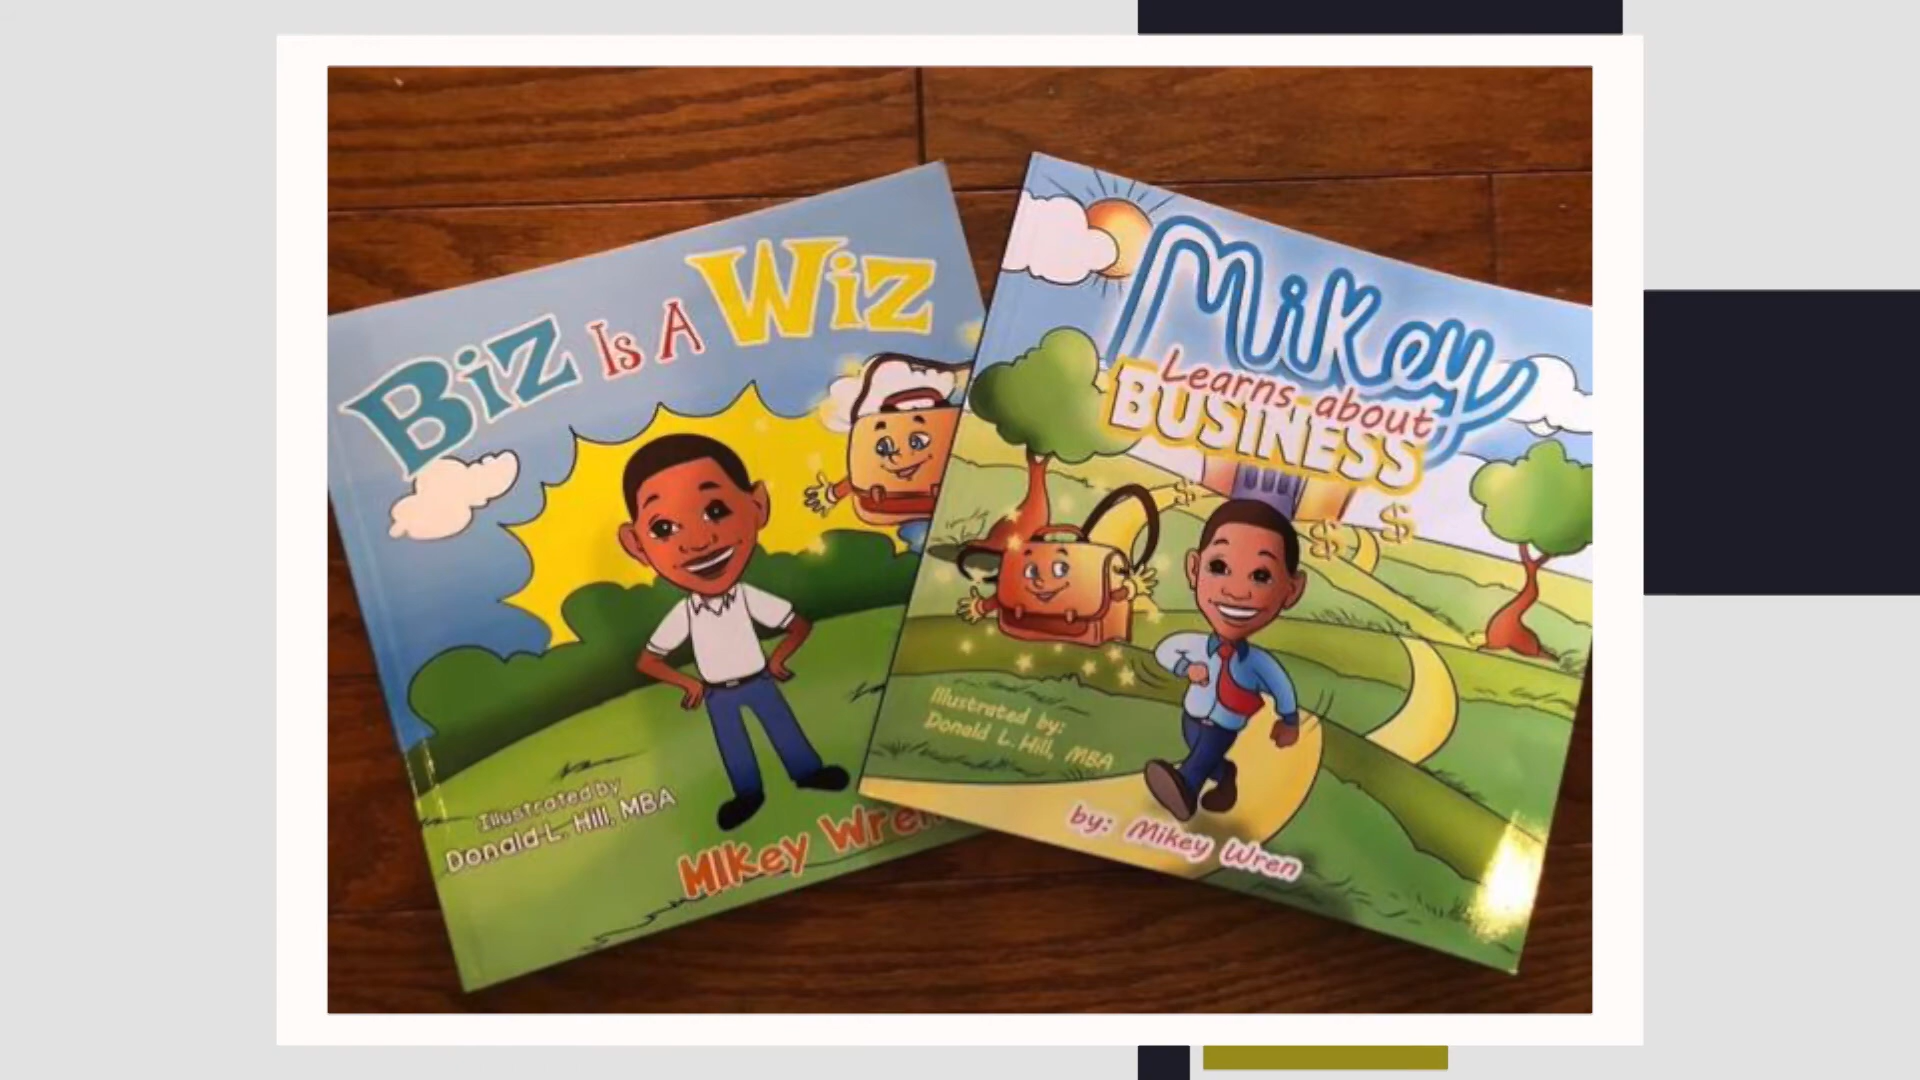 Biz Is A Wiz
Illustrated by
Donald L. Hill, MBA
Mikey Wren
Mikey
Learns about
BUSINESS
$ $ $
Illustrated by:
Donald L. Hill, MBA
by: Mikey Wren